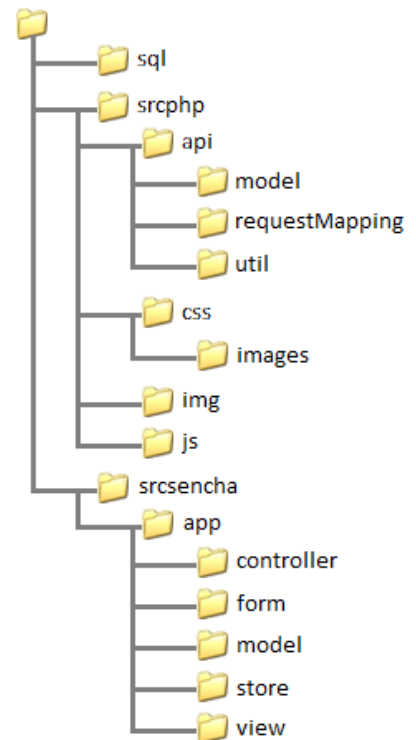 sql
srcphp
api
model
requestMapping
util
css
images
img
js
srcsencha
app
controller
form
model
store
view